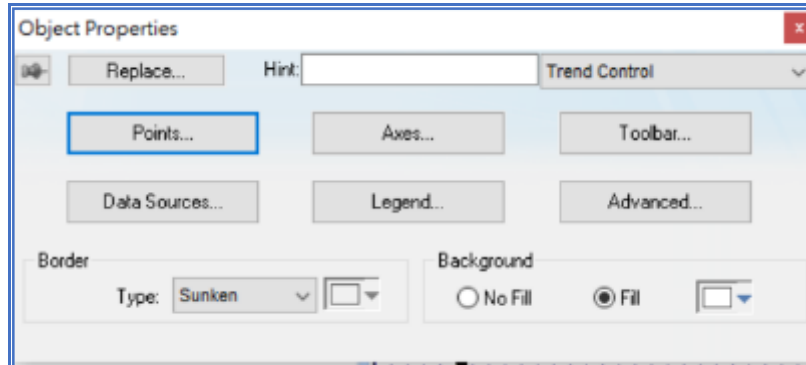 Object Properties
x
Replace... Hint: Trend Control
Points... Axes... Toolbar...
Data Sources... Legend... Advanced...
Border Background
Type: Sunken No Fill Fill